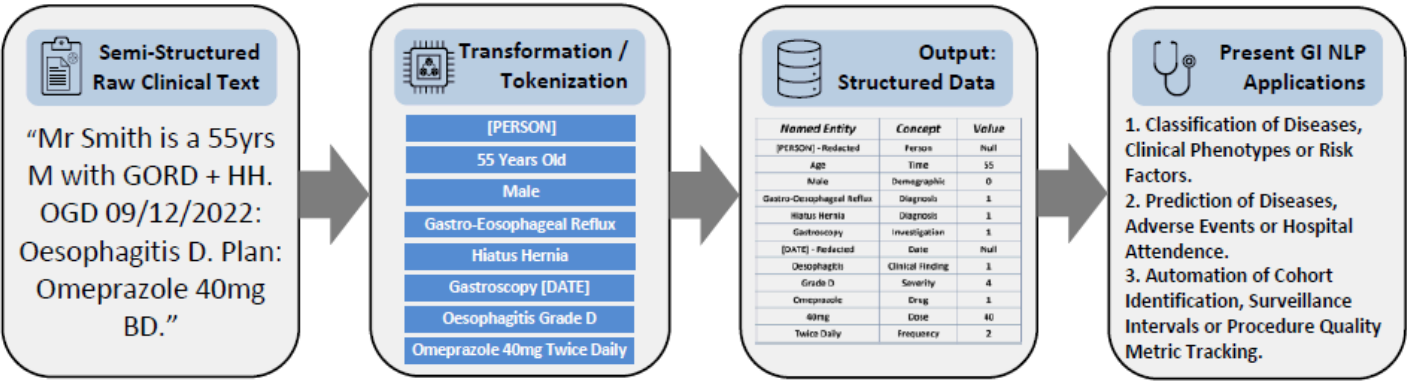 Semi-Structured
Raw Clinical Text
“Mr Smith is a 55yrs
M with GORD + HH.
OGD 09/12/2022:
Oesophagitis D. Plan:
Omeprazole 40mg
BD.”
Transformation /
Tokenization
[PERSON]
55 Years Old
Male
Gastro-Eosophageal Reflux
Hiatus Hernia
Gastroscopy [DATE]
Oesophagitis Grade D
Omeprazole 40mg Twice Daily
Output:
Structured Data
Named Entity Concept Value
[PERSON] - Redacted Person Null
Age Time 55
Male Demographic 0
Gastro-Oesophageal Reflux Diagnosis 1
Hiatus Hernia Diagnosis 1
Gastroscopy Investigation 1
[DATE] - Redacted Date Null
Oesophagitis Clinical Finding 1
Grade D Severity 4
Omeprazole Drug 1
40mg Dose 40
Twice Daily Frequency 2
Present GI NLP
Applications
1. Classification of Diseases,
Clinical Phenotypes or Risk
Factors.
2. Prediction of Diseases,
Adverse Events or Hospital
Attendence.
3. Automation of Cohort
Identification, Surveillance
Intervals or Procedure Quality
Metric Tracking.